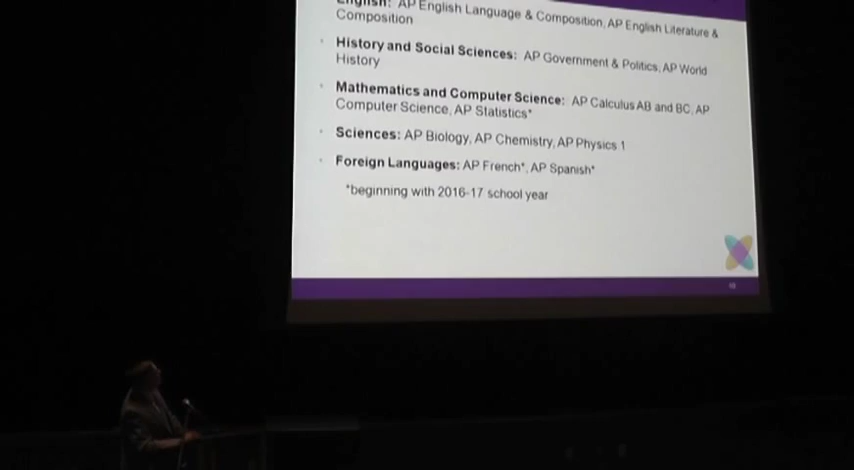 English: AP English Language & Composition, AP English Literature &
Composition
History and Social Sciences: AP Government & Politics, AP World
History
Mathematics and Computer Science: AP Calculus AB and BC, AP
Computer Science, AP Statistics*
Sciences: AP Biology, AP Chemistry, AP Physics 1
Foreign Languages: AP French*, AP Spanish*
*beginning with 2016-17 school year